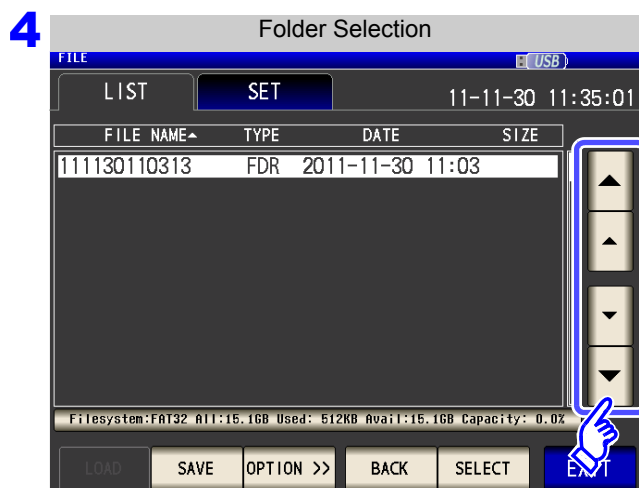 4
Folder Selection
FILE USB
LIST SET 11-11-30 11:35:01
FILE NAME TYPE DATE SIZE
111130110313 FDR 2011-11-30 11:03
Filesystem:FAT32 All:15.1GB Used: 512KB Avail:15.1GB Capacity: 0.0%
LOAD SAVE OPTION >> BACK SELECT EXIT